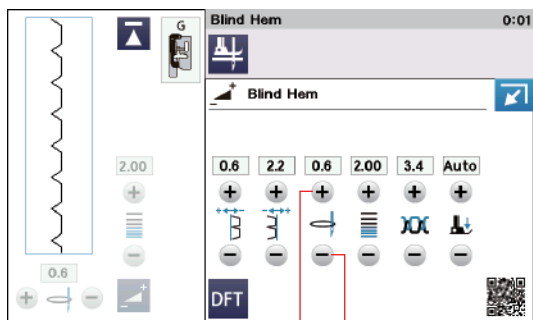 G
Blind Hem 0:01
Blind Hem
2.00
0.6 2.2 0.6 2.00 3.4 Auto
0.6
DFT